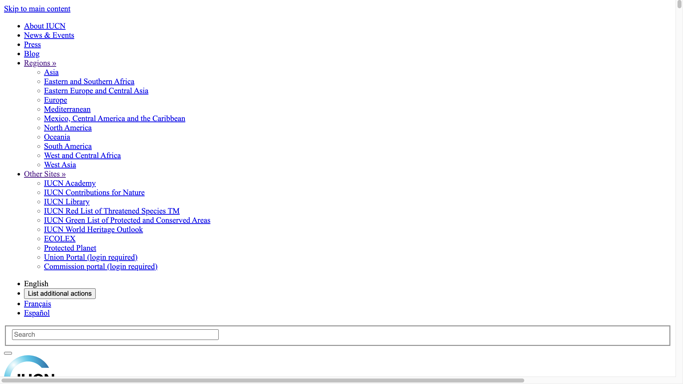 Skip to main content
About IUCN
News & Events
Press
Blog
Regions »
Asia
Eastern and Southern Africa
Eastern Europe and Central Asia
Europe
Mediterranean
Mexico, Central America and the Caribbean
North America
Oceania
South America
West and Central Africa
West Asia
Other Sites »
IUCN Academy
IUCN Contributions for Nature
IUCN Library
IUCN Red List of Threatened Species TM
IUCN Green List of Protected and Conserved Areas
IUCN World Heritage Outlook
ECOLEX
Protected Planet
Union Portal (login required)
Commission portal (login required)
English
List additional actions
Français
Español
Search
IUCN